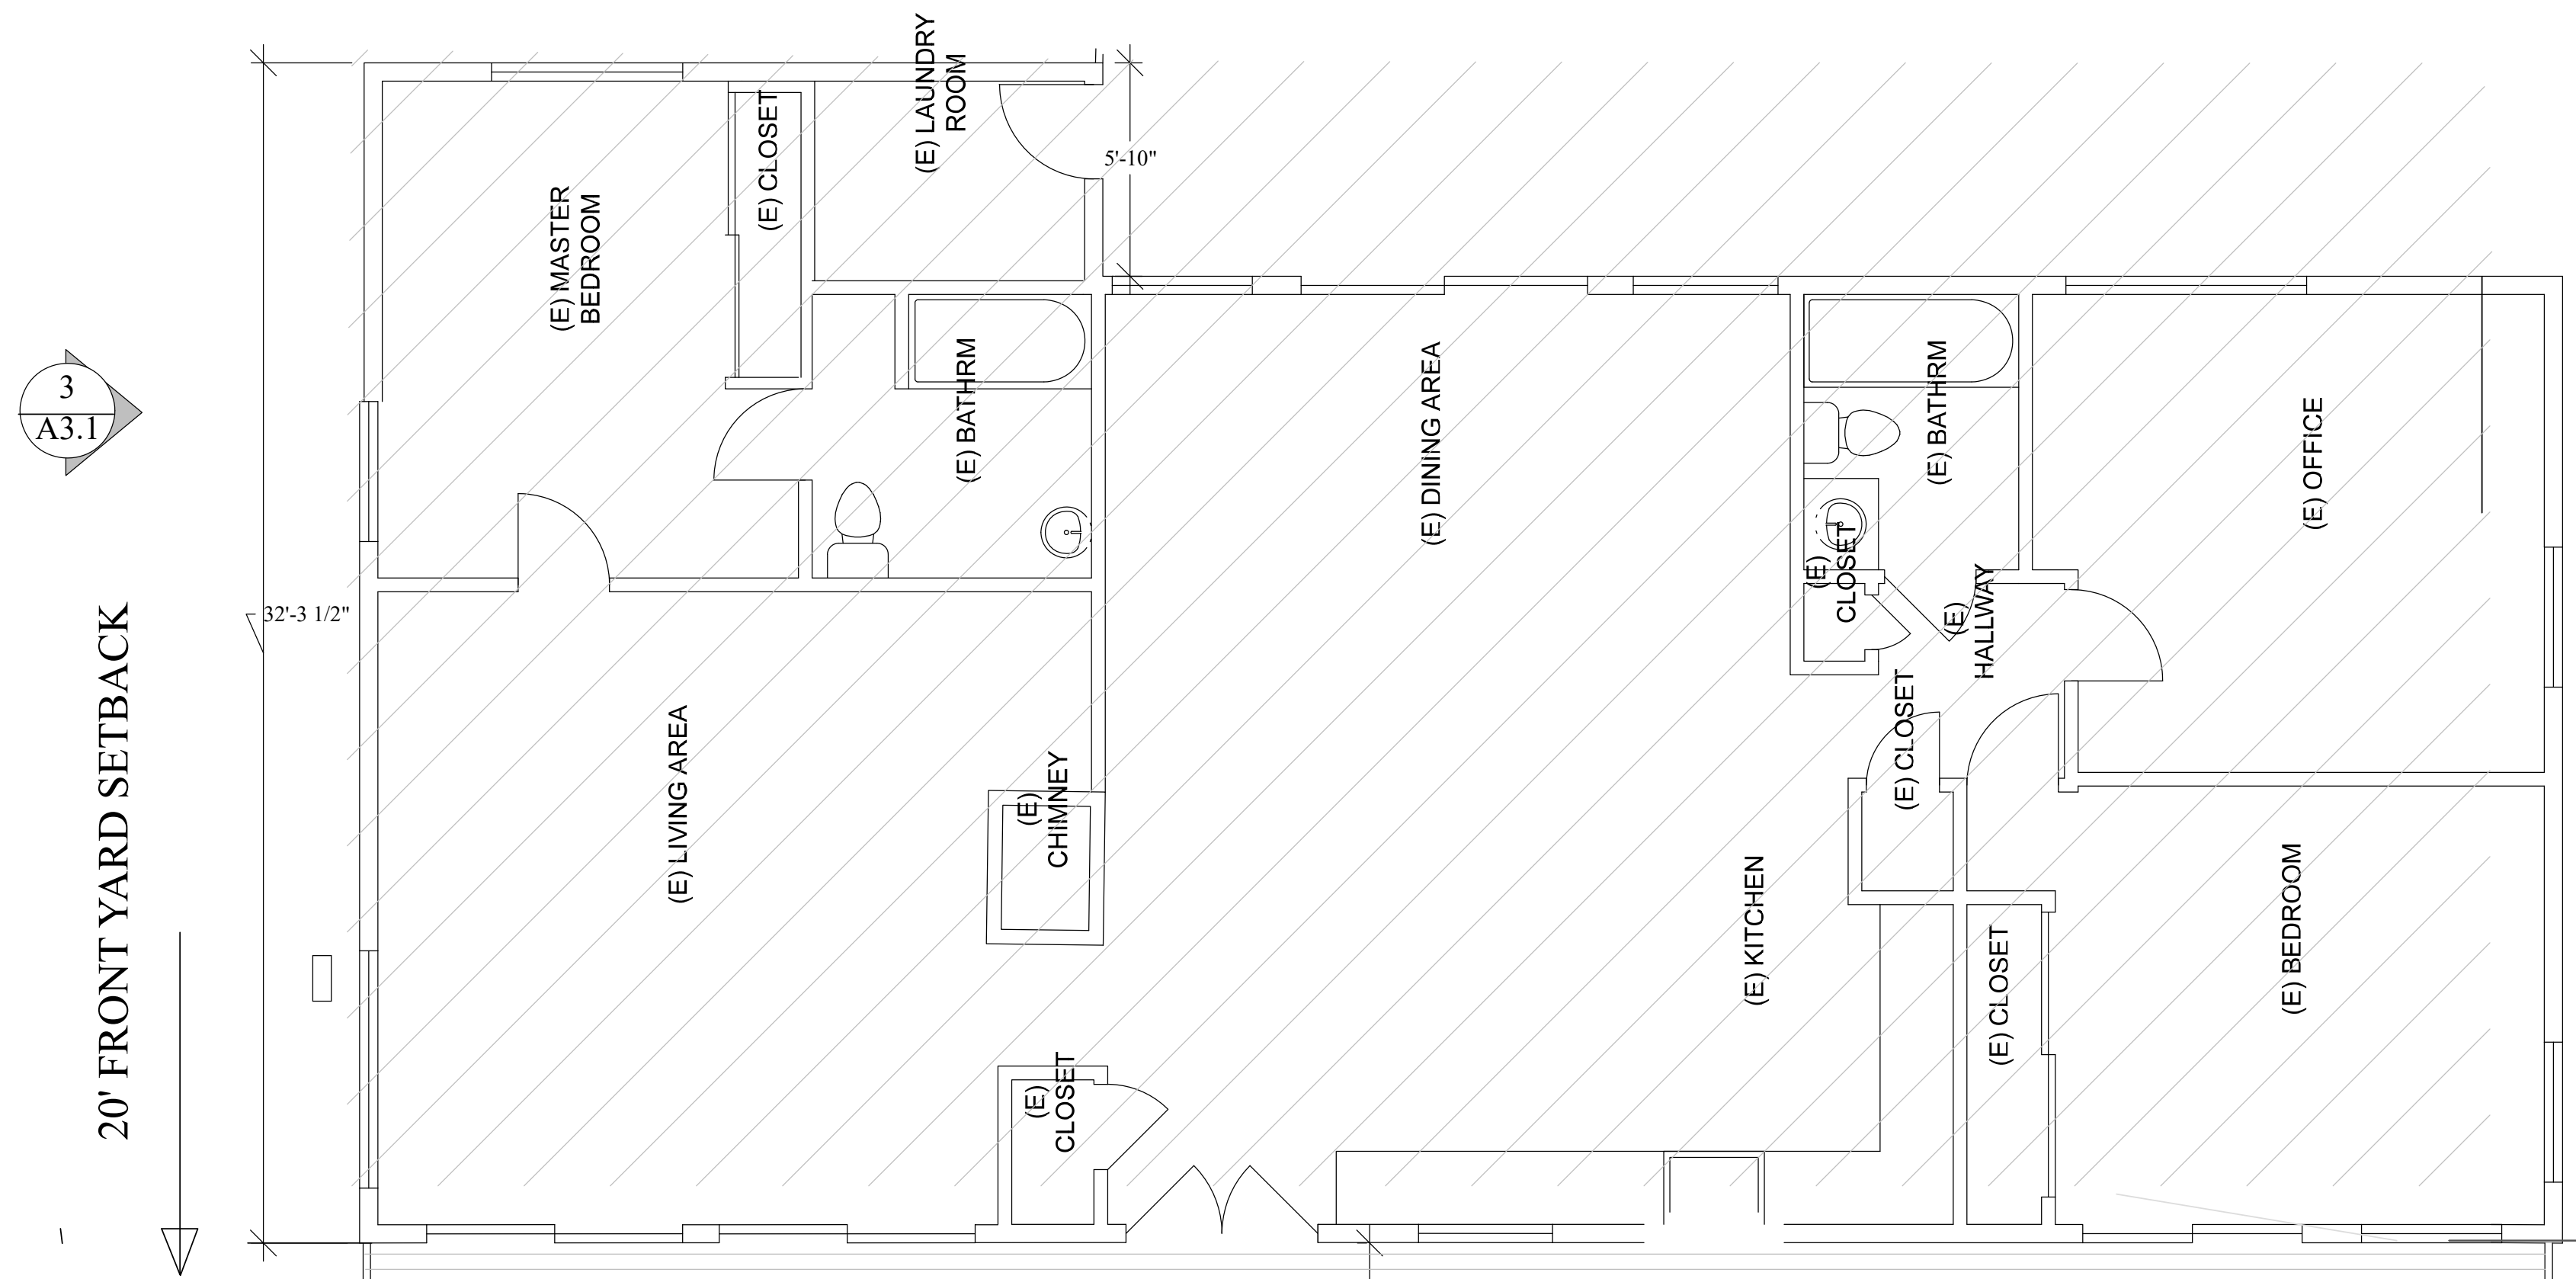 (E) LAUNDRY
ROOM
(E) CLOSET
5'-10"
(E) MASTER
BEDROOM
3
A3.1
(E) BATHRM
(E) DINING AREA
(E) BATHRM
(E) OFFICE
(E)
CLOSET
(E)
HALLWAY
32'-3 1/2"
20' FRONT YARD SETBACK
(E) LIVING AREA
(E)
CHIMNEY
(E) CLOSET
(E) KITCHEN
(E) BEDROOM
(E) CLOSET
(E)
CLOSET